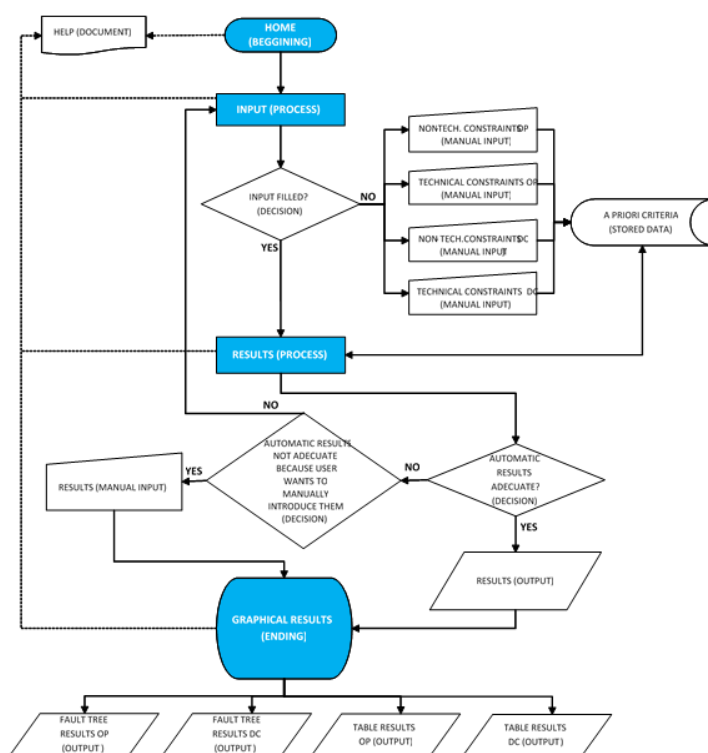 HOME
(BEGGINING)
HELP (DOCUMENT)
INPUT (PROCESS)
NONTECH. CONSTRAINTS OP
(MANUAL INPUT)
TECHNICAL CONSTRAINTS OP
(MANUAL INPUT)
INPUT FILLED?
(DECISION)
NO
A PRIORI CRITERIA
(STORED DATA)
NON-TECH.CONSTRAINTS DC
(MANUAL INPUT)
YES
TECHNICAL CONSTRAINTS DC
(MANUAL INPUT)
RESULTS (PROCESS)
NO
AUTOMATIC RESULTS
NOT ADEQUATE
BECAUSE USER
WANTS TO
MANUALLY
INTRODUCE THEM
(DECISION)
YES
NO
AUTOMATIC
RESULTS
ADEQUATE?
(DECISION)
RESULTS (MANUAL INPUT)
YES
RESULTS (OUTPUT)
GRAPHICAL RESULTS
(ENDING)
FAULT TREE
RESULTS OP
(OUTPUT )
FAULT TREE
RESULTS DC
(OUTPUT )
TABLE RESULTS
OP (OUTPUT)
TABLE RESULTS
DC (OUTPUT )